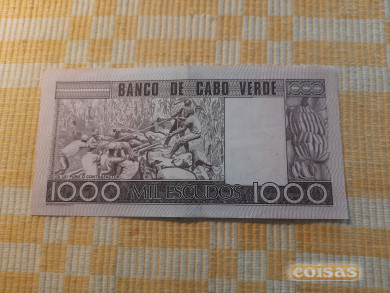 BANCO DE CABO VERDE
1000 MIL ESCUDOS 1000
coisas